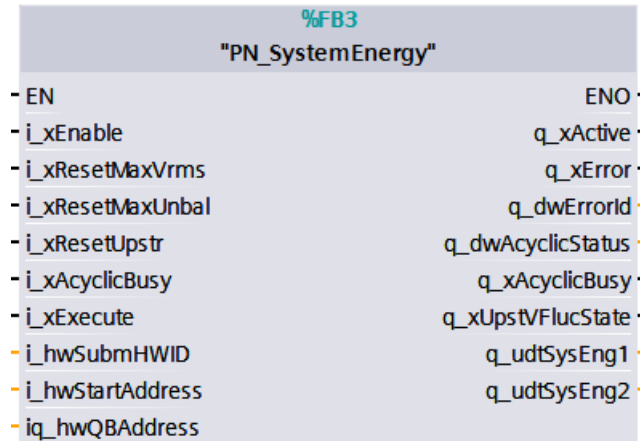 %FB3
"PN_SystemEnergy"
EN ENO
i_xEnable q_xActive
i_xResetMaxVrms q_xError
i_xResetMaxUnbal q_dwErrorId
i_xResetUpstr q_dwAcyclicStatus
i_xAcyclicBusy q_xAcyclicBusy
i_xExecute q_xUpstVFlucState
i_hwSubmHWID q_udtSysEng1
i_hwStartAddress q_udtSysEng2
iq_hwQBAddress